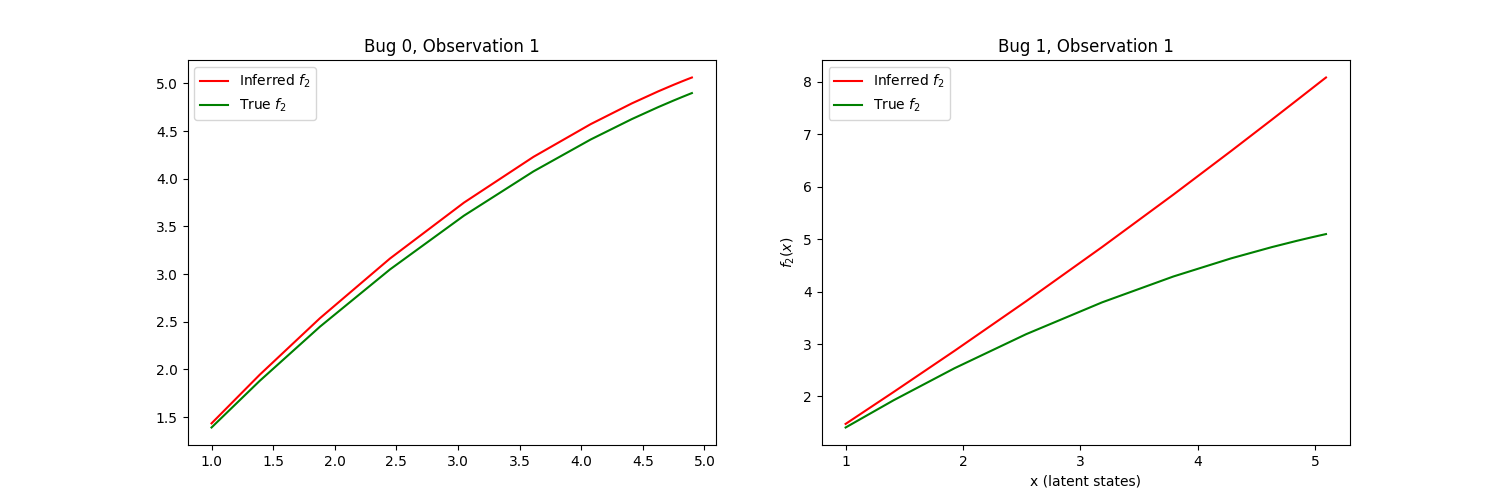 Bug 0, Observation 1
Inferred f₂
True f₂
5.0
4.5
4.0
3.5
3.0
2.5
2.0
1.5
1.0 1.5 2.0 2.5 3.0 3.5 4.0 4.5 5.0
Bug 1, Observation 1
Inferred f₂
True f₂
8
7
6
5
4
3
2
f₂(x)
1 2 3 4 5
x (latent states)